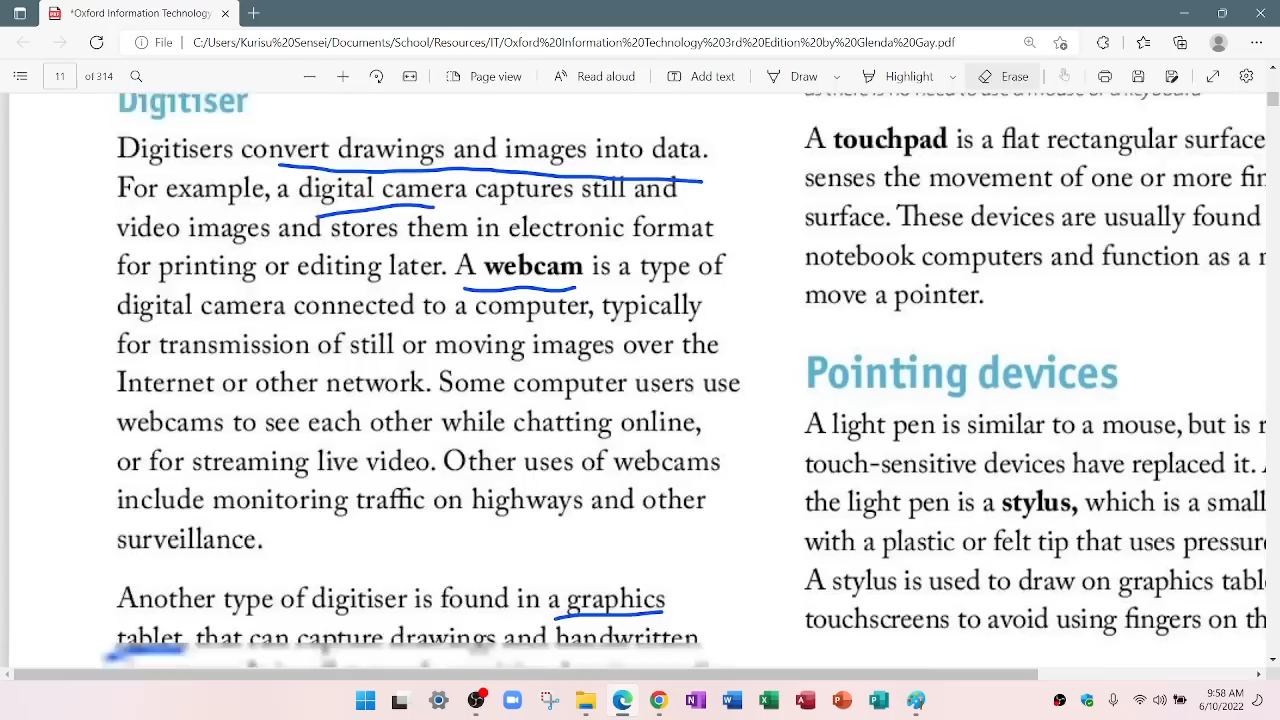 *Oxford Information Technology
File
C:/Users/Kurisu%20Sensei/Documents/School/Resources/IT/Oxford%20Information%20Technology%203rd%20Edition%20by%20Glenda%20Gay.pdf
11 of 314
Page view
Read aloud
Add text
Draw
Highlight
Erase
Digitiser
Digitisers convert drawings and images into data.
For example, a digital camera captures still and
video images and stores them in electronic format
for printing or editing later. A webcam is a type of
digital camera connected to a computer, typically
for transmission of still or moving images over the
Internet or other network. Some computer users use
webcams to see each other while chatting online,
or for streaming live video. Other uses of webcams
include monitoring traffic on highways and other
surveillance.
Another type of digitiser is found in a graphics
tablet, that can capture drawings and handwritten
A touchpad is a flat rectangular surface
senses the movement of one or more
surface. These devices are usually found
notebook computers and function as a
move a pointer.
Pointing devices
A light pen is similar to a mouse, but is
touch-sensitive devices have replaced it.
the light pen is a stylus, which is a small
with a plastic or felt tip that uses
A stylus is used to draw on graphics
touchscreens to avoid using fingers on
9:58 AM
6/10/2022